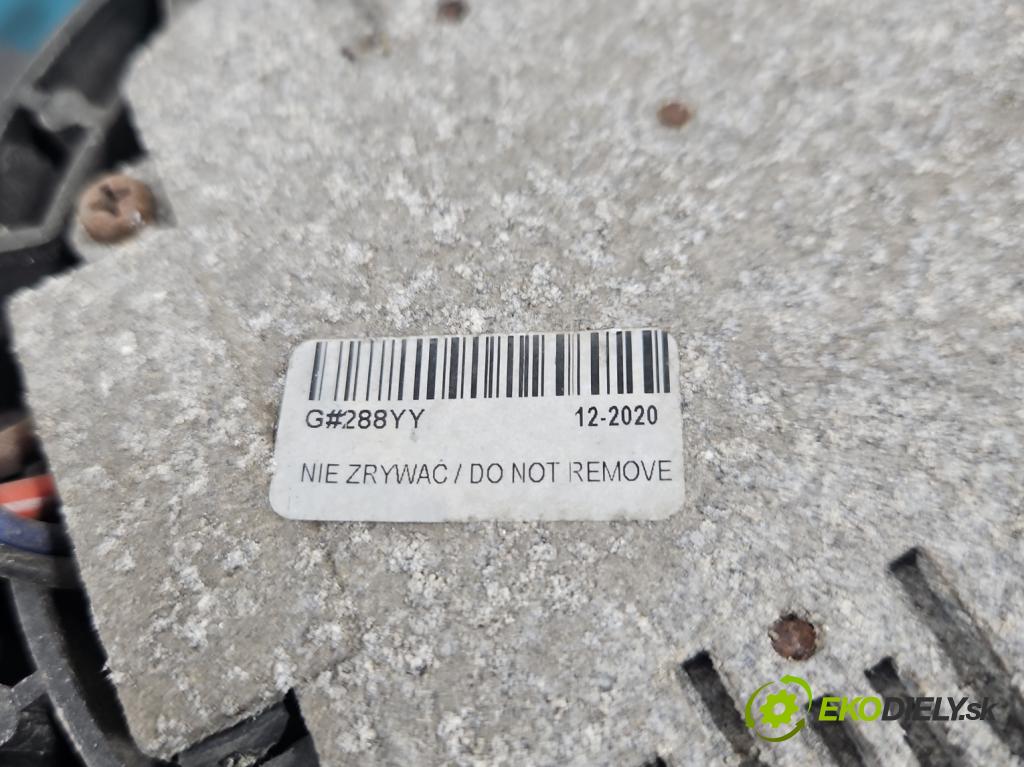 G#288YY 12-2020
NIE ZRYWAĆ / DO NOT REMOVE
EKODIELY.sk